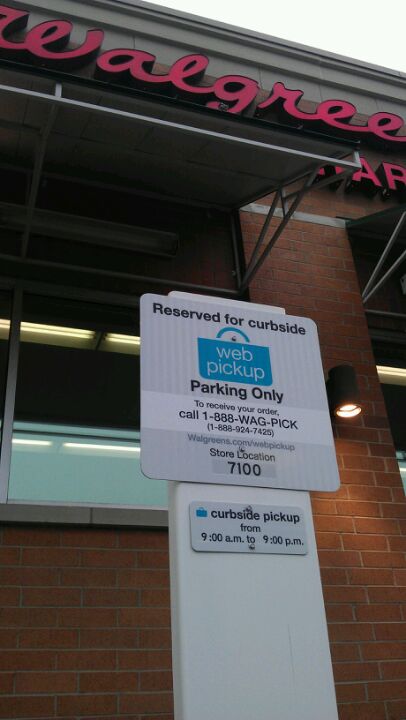 Walgree
Reserved for curbside
web
pickup
Parking Only
To receive your order,
call 1-888-WAG-PICK
(1-888-924-7425)
Walgreens.com/webpickup
Store Location
7100
curbside pickup
from
9:00 a.m. to 9:00 p.m.